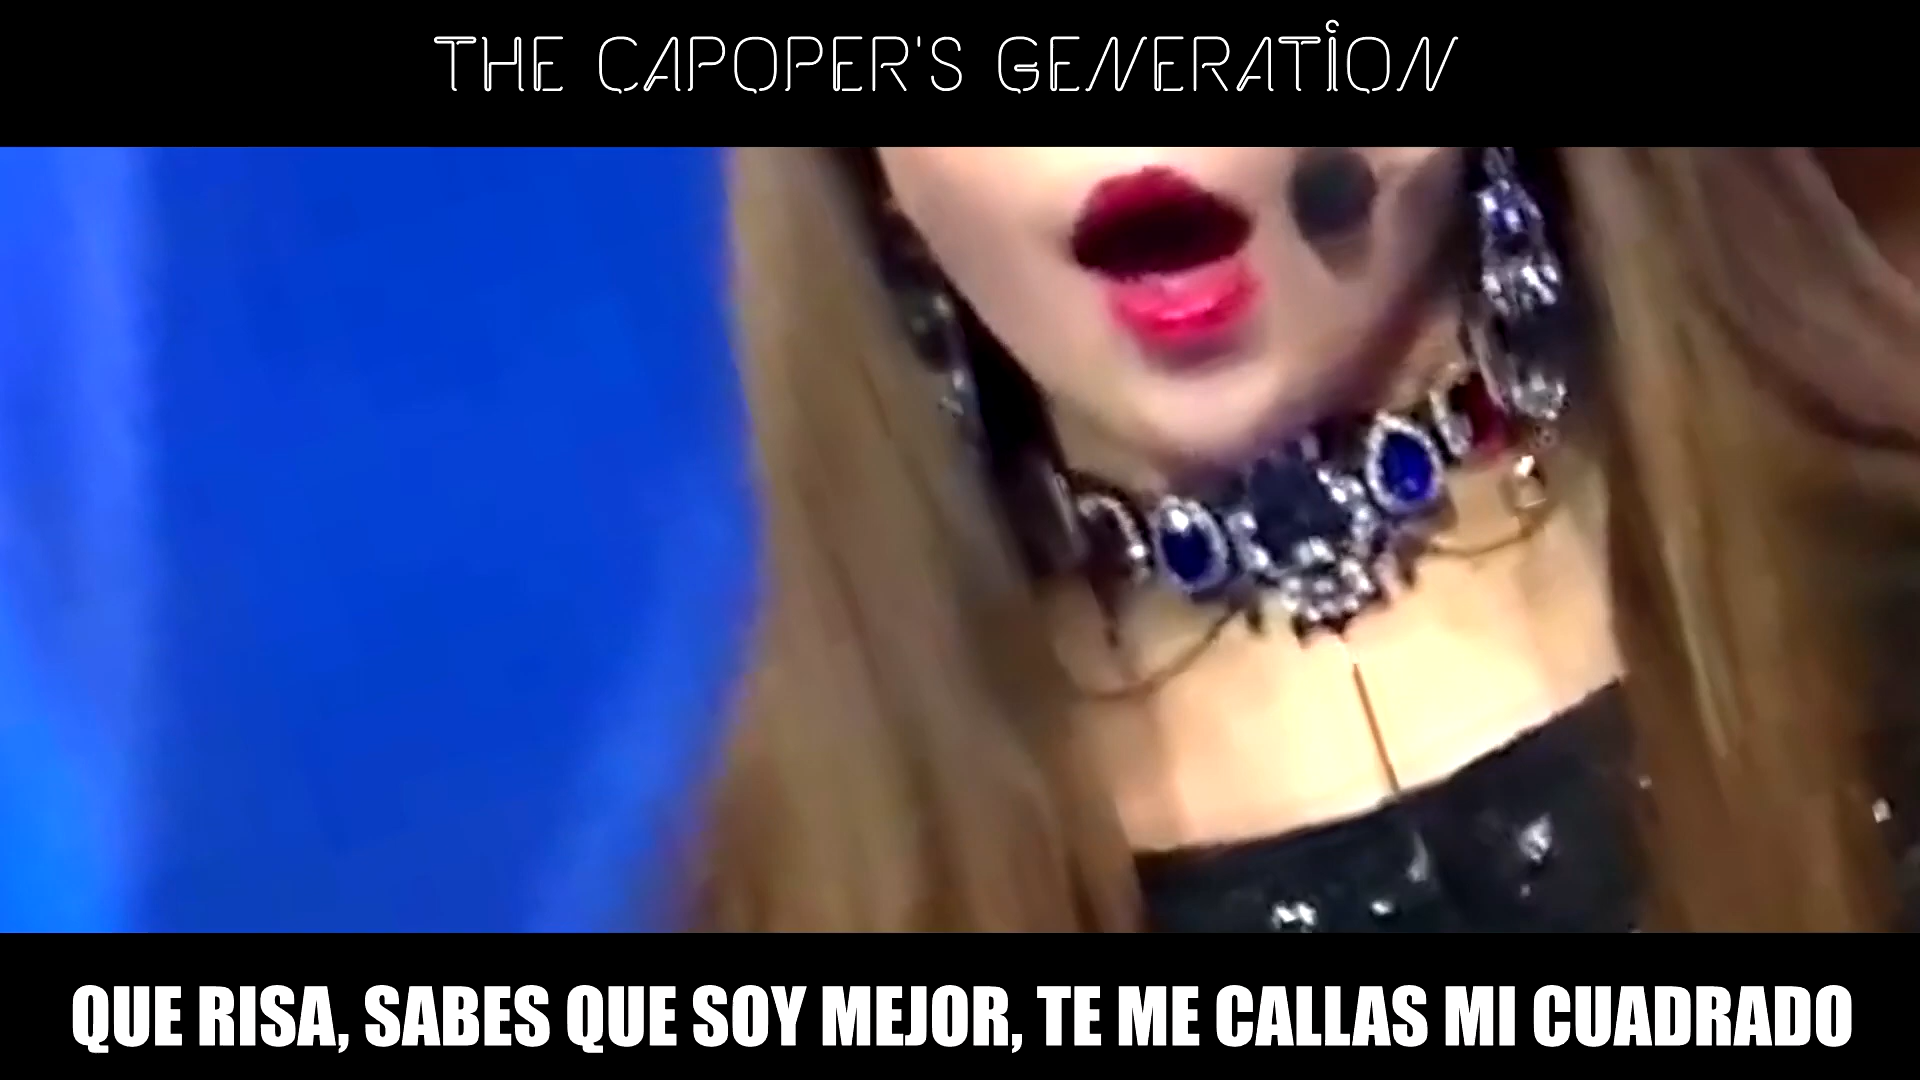 THE CAPOPER'S GENERATION
QUE RISA, SABES QUE SOY MEJOR, TE ME CALLAS MI CUADRADO